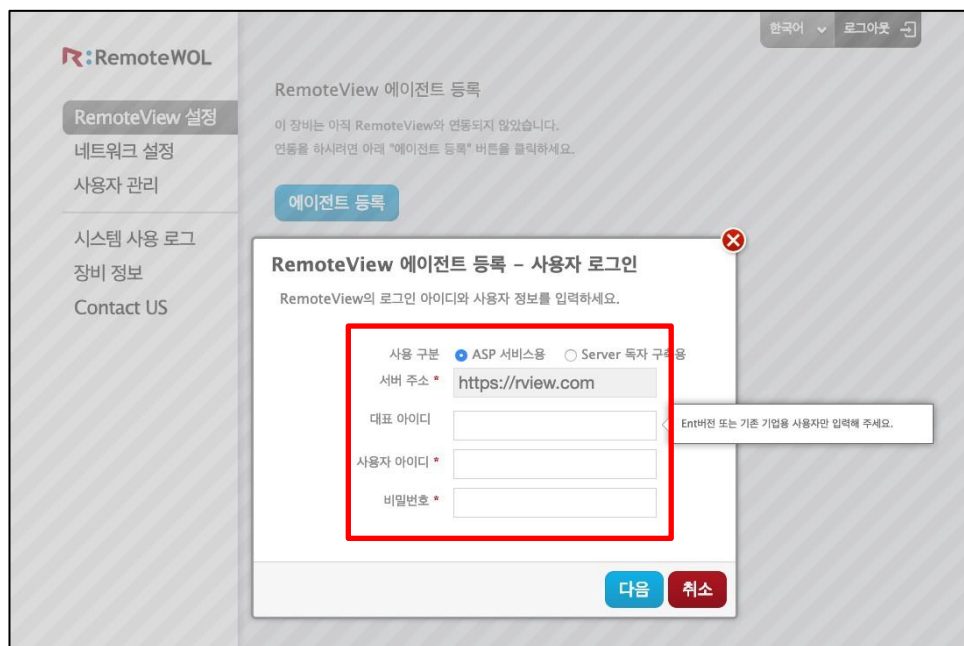 한국어
로그아웃
R:RemoteWOL
RemoteView 설정
네트워크 설정
사용자 관리
시스템 사용 로그
장비 정보
Contact US
RemoteView 에이전트 등록
이 장비는 아직 RemoteView와 연동되지 않았습니다.
연동을 하시려면 아래 "에이전트 등록" 버튼을 클릭하세요.
에이전트 등록
RemoteView 에이전트 등록 – 사용자 로그인
RemoteView의 로그인 아이디와 사용자 정보를 입력하세요.
사용 구분 ASP 서비스용 Server 독자 구축용
서버 주소 * https://rview.com
대표 아이디
Ent버전 또는 기존 기업용 사용자만 입력해 주세요.
사용자 아이디 *
비밀번호 *
다음 취소